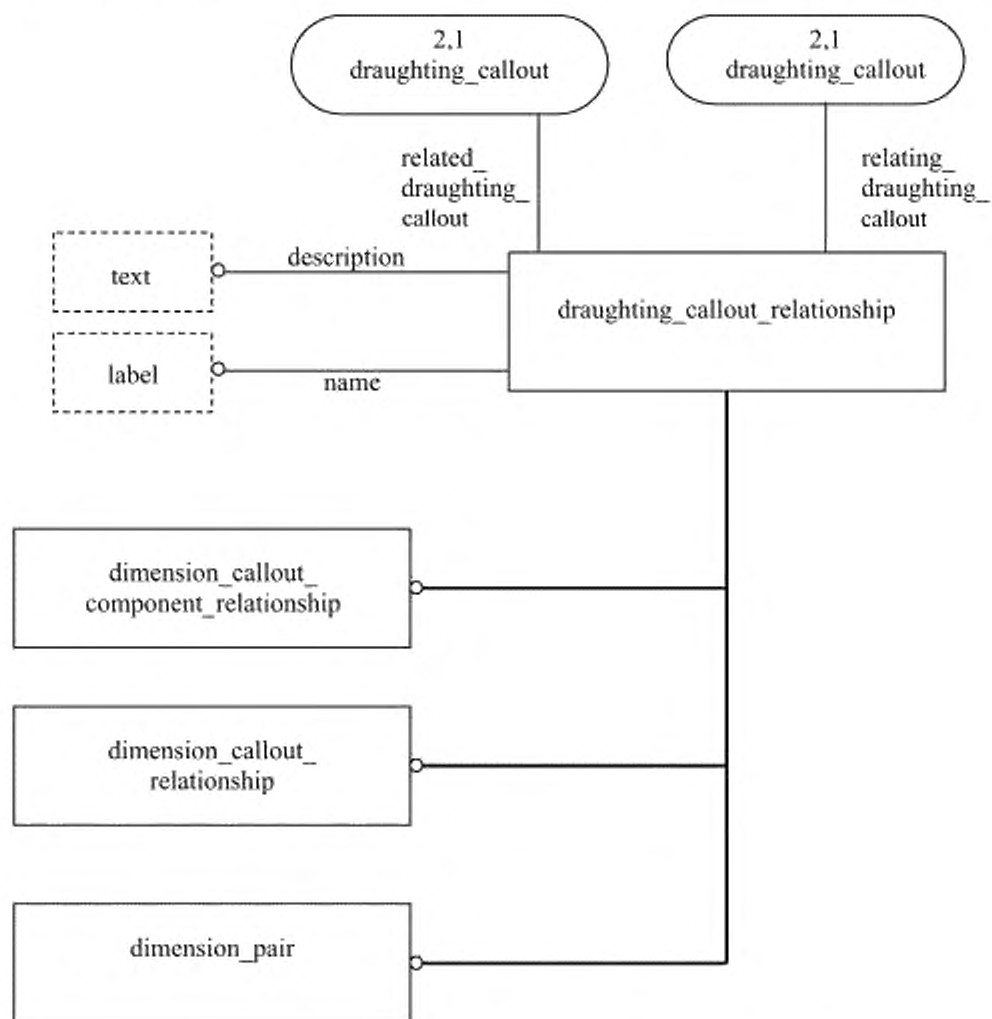 2,1
draughting_callout
2,1
draughting_callout
related_
draughting_
callout
relating_
draughting_
callout
text
description
draughting_callout_relationship
label
name
dimension_callout_
component_relationship
dimension_callout_
relationship
dimension_pair